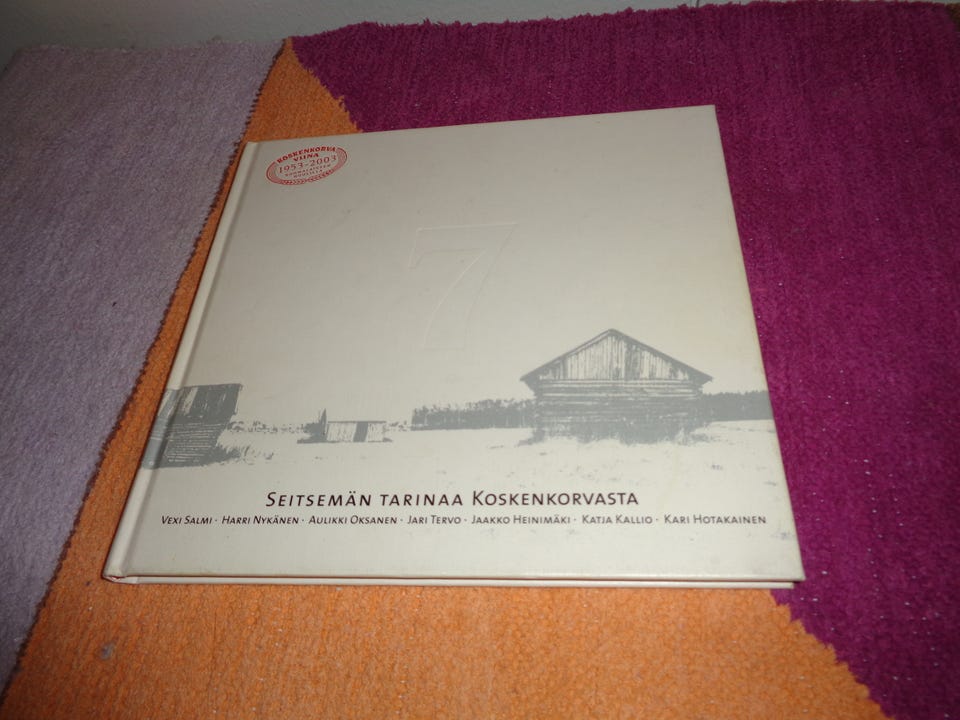 KOSKENKORVA
VIINA
1953-2003
SUOMALAISEEN
7
SEITSEMÄN TARINAA KOSKENKORVASTA
VEXI SALMI · HARRI NYKÄNEN · AULIKKI OKSANEN · JARI TERVO · JAAKKO HEINIMÄKI · KATJA KALLIO · KARI HOTAKAINEN